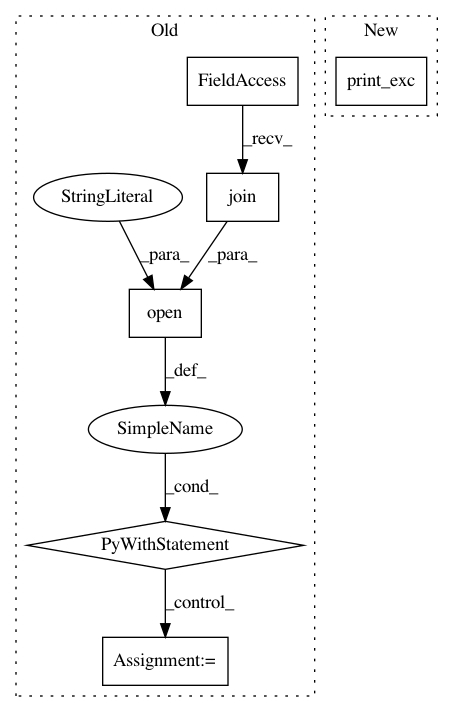 Old
New
FieldAccess
print_exc
_recv_
StringLiteral
join
_para_
_para_
open
_def_
SimpleName
_cond_
PyWithStatement
_control_
Assignment:=